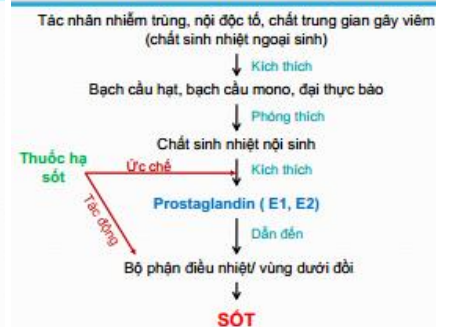 Tác nhân nhiễm trùng, nội độc tố, chất trung gian gây viêm
(chất sinh nhiệt ngoại sinh)
Kích thích
Bạch cầu hạt, bạch cầu mono, đại thực bào
Phóng thích
Chất sinh nhiệt nội sinh
Thuốc hạ
sốt
Ức chế
Kích thích
Tác động
Prostaglandin ( E1, E2)
Dẫn đến
Bộ phận điều nhiệt/ vùng dưới đồi
SỐT